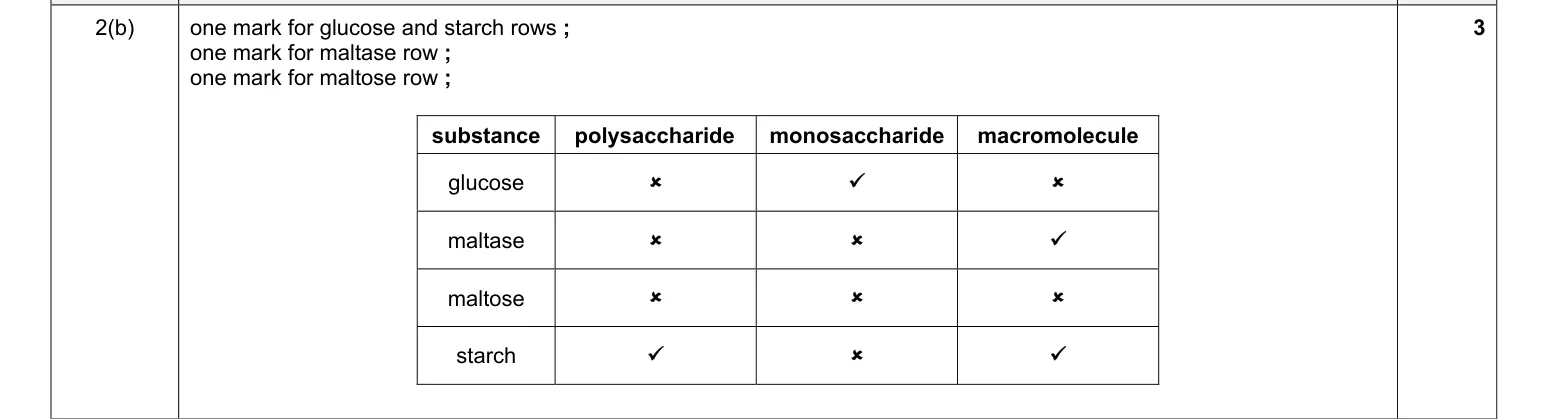 2(b)
one mark for glucose and starch rows ;
one mark for maltase row ;
one mark for maltose row ;
3
substance polysaccharide monosaccharide macromolecule
glucose ✗ ✓ ✗
maltase ✗ ✗ ✓
maltose ✗ ✗ ✗
starch ✓ ✗ ✓